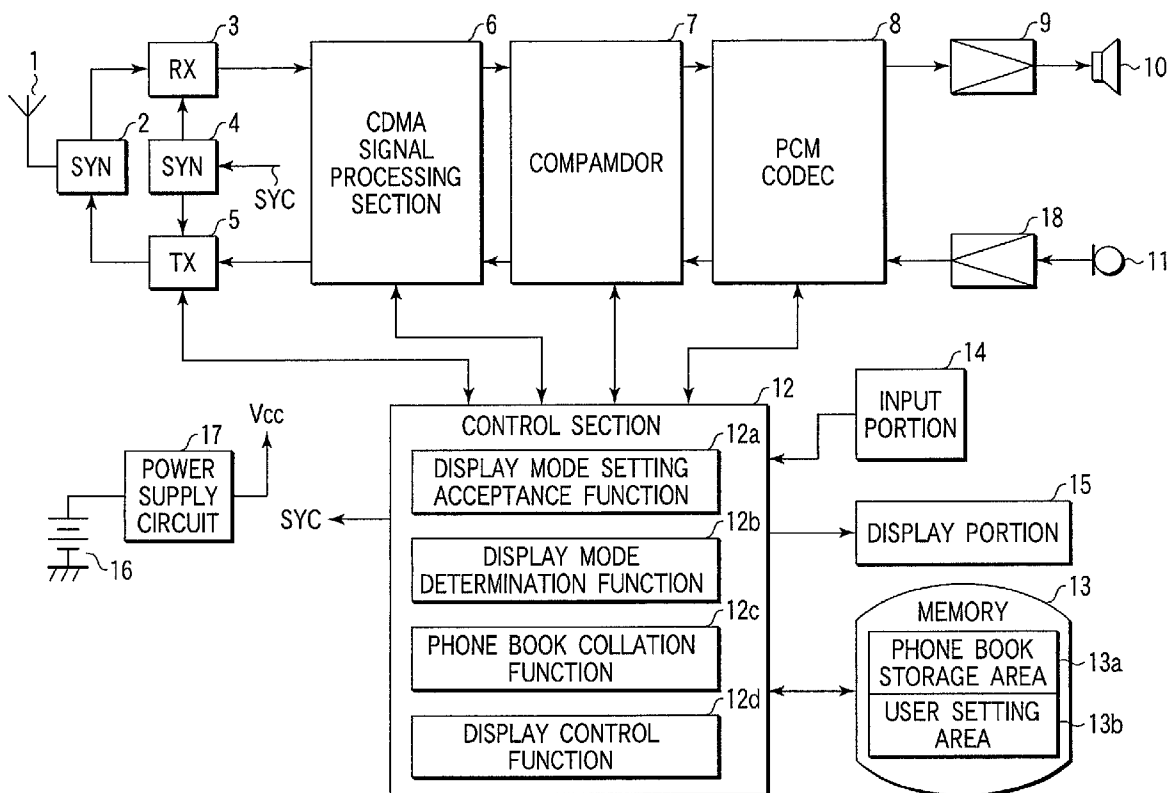 1
2
SYN
3
RX
4
SYN
SYC
5
TX
6
CDMA
SIGNAL
PROCESSING
SECTION
7
COMPAMDOR
8
PCM
CODEC
9
10
18
11
12
CONTROL SECTION
12a
DISPLAY MODE SETTING
ACCEPTANCE FUNCTION
12b
DISPLAY MODE
DETERMINATION FUNCTION
12c
PHONE BOOK COLLATION
FUNCTION
12d
DISPLAY CONTROL
FUNCTION
SYC
Vcc
17
POWER
SUPPLY
CIRCUIT
16
14
INPUT
PORTION
15
DISPLAY PORTION
13
MEMORY
PHONE BOOK
STORAGE AREA
13a
USER SETTING
AREA
13b